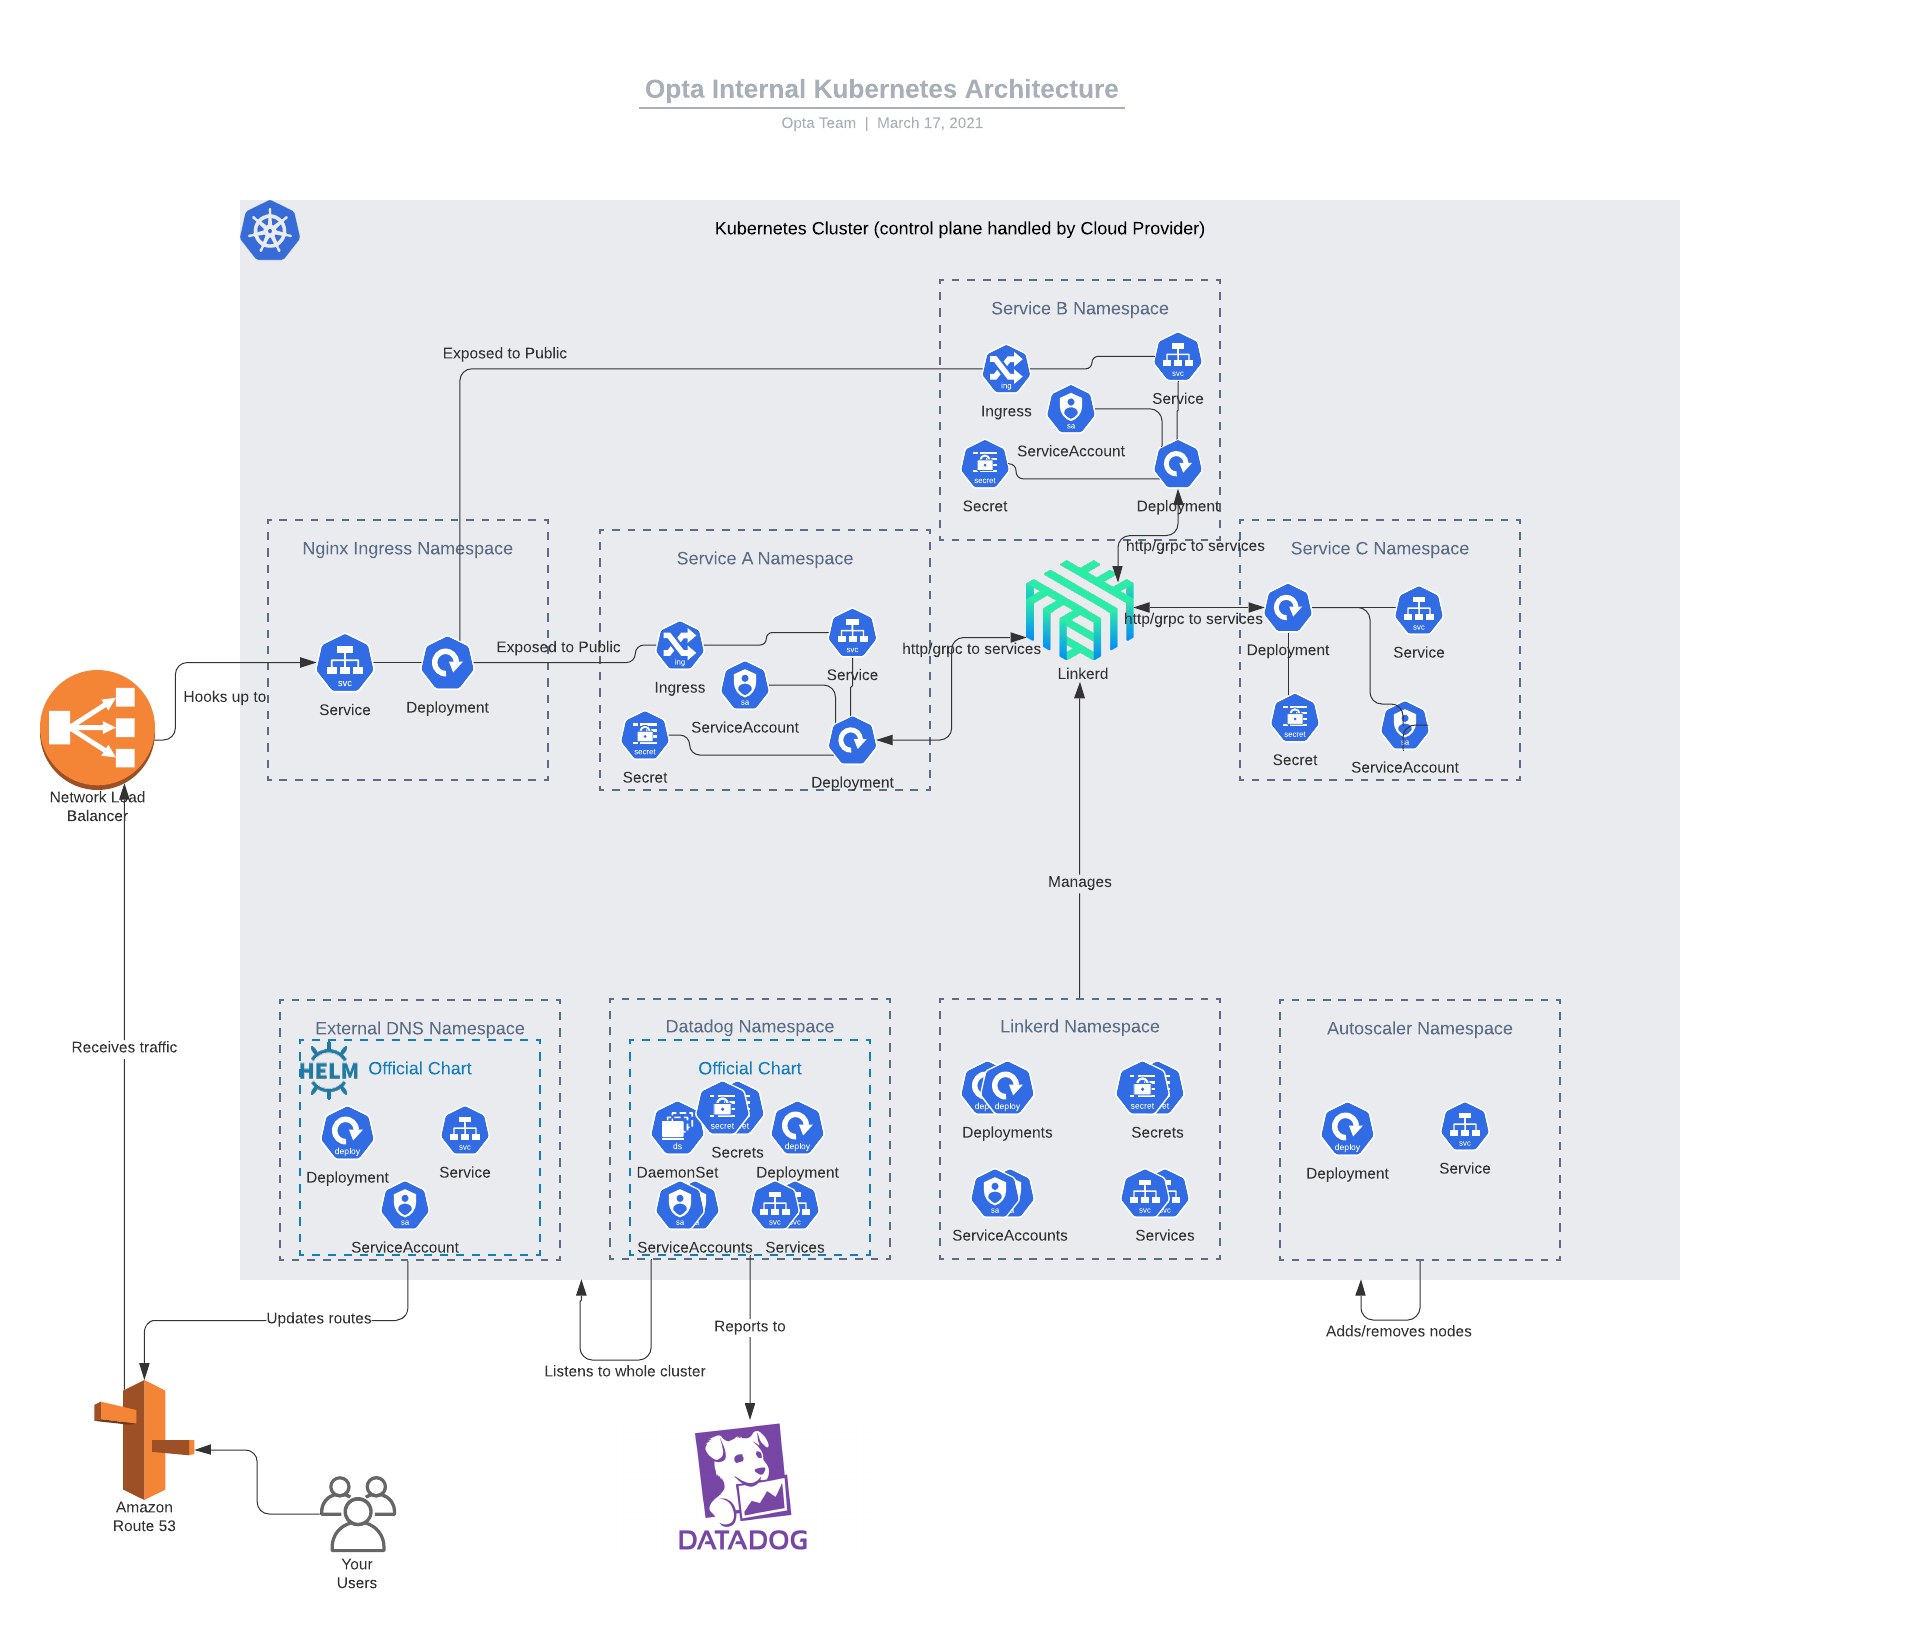 Opta Internal Kubernetes Architecture
Opta Team | March 17, 2021
Kubernetes Cluster (control plane handled by Cloud Provider)
Service B Namespace
Exposed to Public
ing
Ingress
svc
Service
sa
ServiceAccount
secret
Secret
Deployment
http/grpc to services
Nginx Ingress Namespace
svc
Service
Deployment
Hooks up to
Exposed to Public
Service A Namespace
ing
Ingress
svc
Service
sa
ServiceAccount
secret
Secret
Deployment
http/grpc to services
Linkerd
http/grpc to services
Service C Namespace
Deployment
svc
Service
secret
Secret
sa
ServiceAccount
Network Load
Balancer
Manages
Receives traffic
External DNS Namespace
HELM
Official Chart
deploy
Deployment
svc
Service
sa
ServiceAccount
Datadog Namespace
Official Chart
ds
DaemonSet
secret
et
Secrets
deploy
Deployment
sa
ServiceAccounts
svc
vc
Services
Linkerd Namespace
dep
deploy
Deployments
secret
et
Secrets
sa
ServiceAccounts
svc
vc
Services
Autoscaler Namespace
deploy
Deployment
svc
Service
Updates routes
Listens to whole cluster
Reports to
Adds/removes nodes
DATADOG
Amazon
Route 53
Your
Users